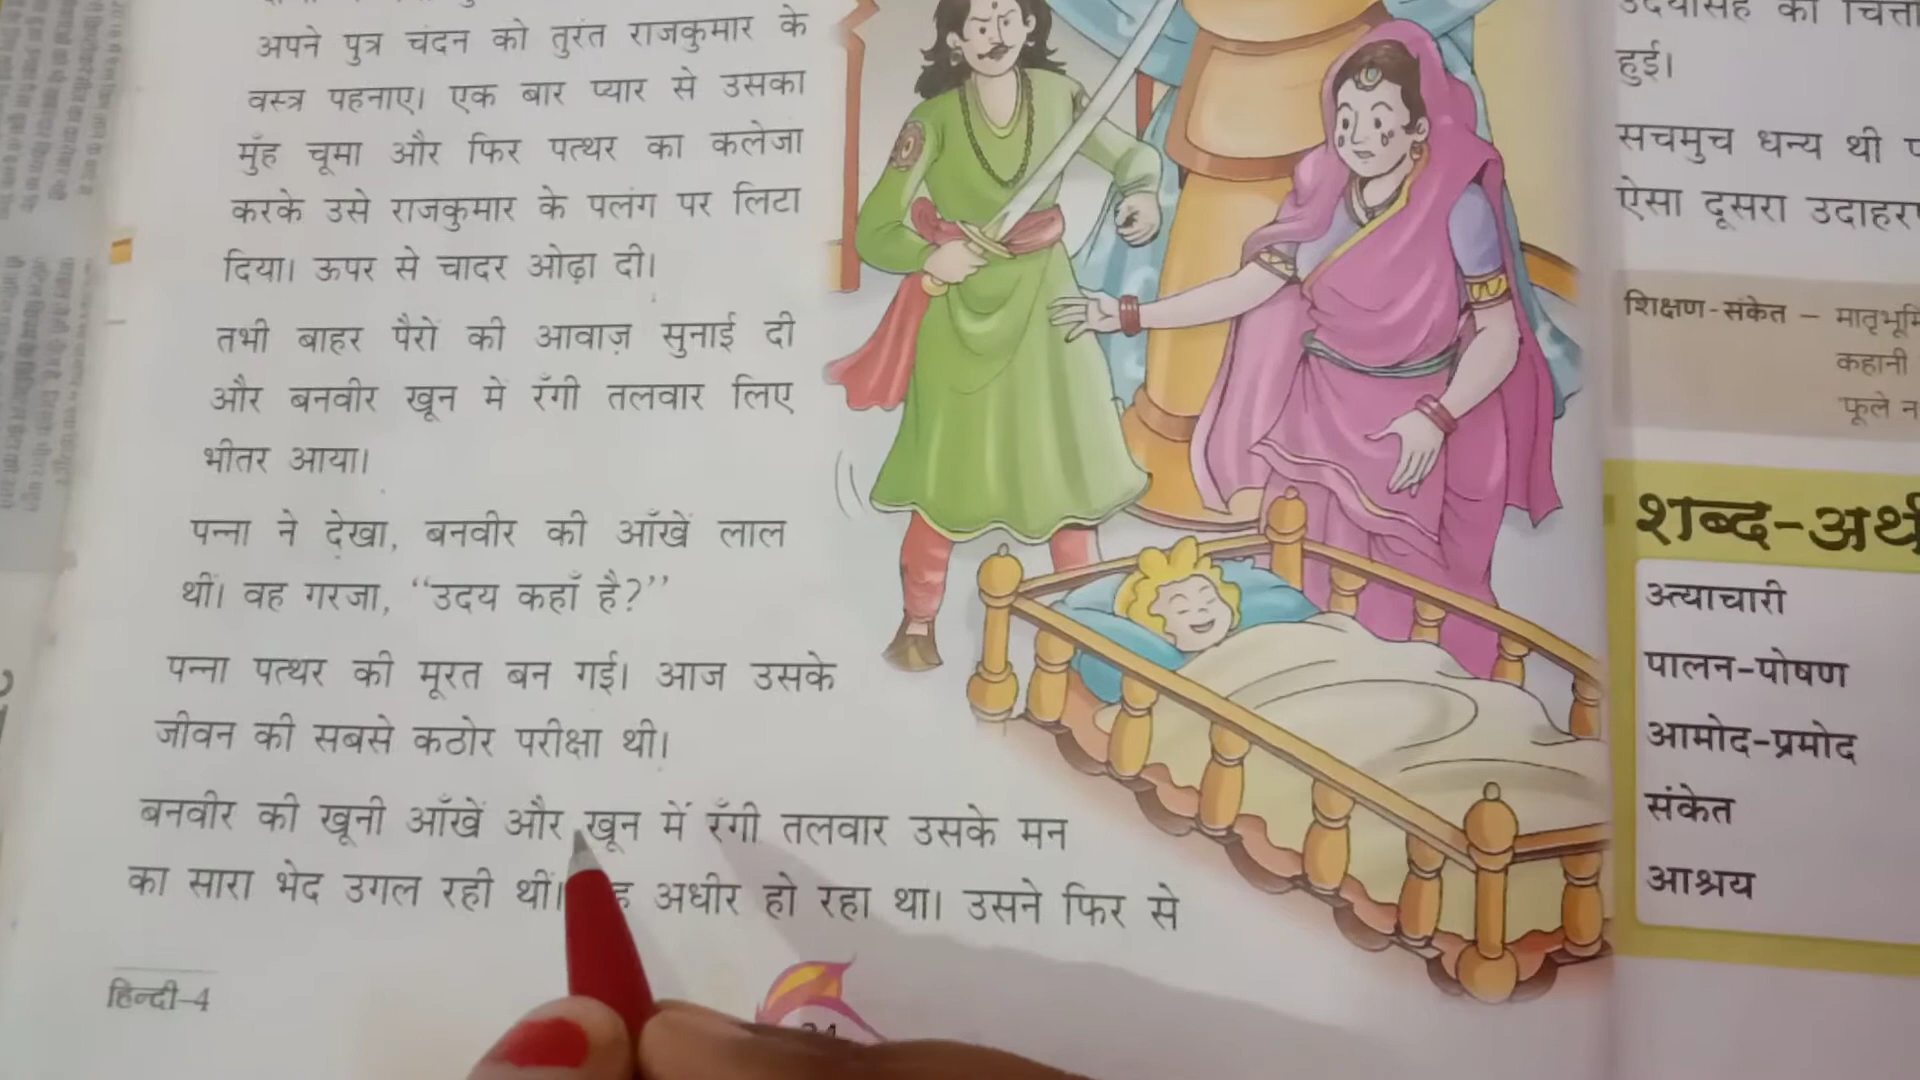 अपने पुत्र चंदन को तुरंत राजकुमार के
वस्त्र पहनाए। एक बार प्यार से उसका
मुँह चूमा और फिर पत्थर का कलेजा
करके उसे राजकुमार के पलंग पर लिटा
दिया। ऊपर से चादर ओढ़ा दी।
तभी बाहर पैरों की आवाज़ सुनाई दी
और बनवीर खून में रँगी तलवार लिए
भीतर आया।
पन्ना ने देखा, बनवीर की आँखें लाल
थीं। वह गरजा, “उदय कहाँ है?”
पन्ना पत्थर की मूरत बन गई। आज उसके
जीवन की सबसे कठोर परीक्षा थी।
बनवीर की खूनी आँखें और खून में रँगी तलवार उसके मन
का सारा भेद उगल रही थीं। अधीर हो रहा था। उसने फिर से
हिन्दी-4
हुई।
सचमुच धन्य थी
ऐसा दूसरा
शिक्षण-संकेत –
कहानी
शब्द-अर्थ
अत्याचारी
पालन-पोषण
आमोद-प्रमोद
संकेत
आश्रय